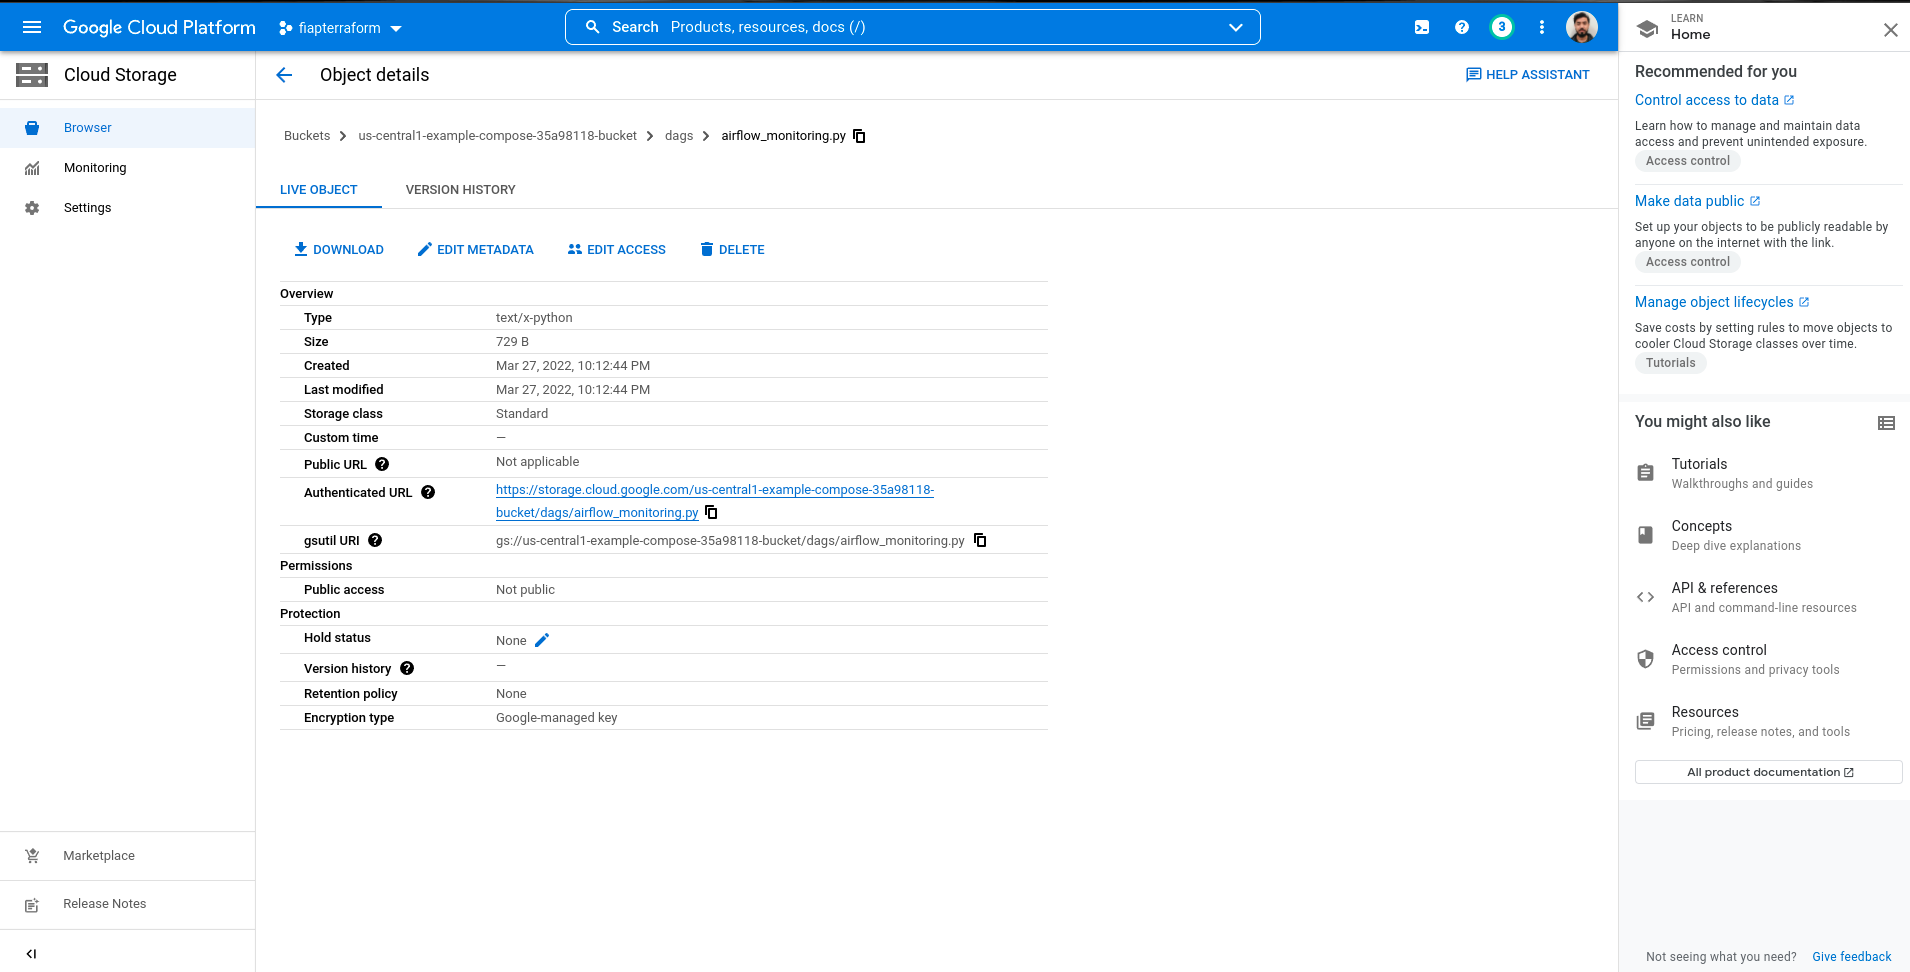 Google Cloud Platform
fiapterraform
Search Products, resources, docs (/)
3
LEARN
Home
Cloud Storage
Object details
HELP ASSISTANT
Browser
Monitoring
Settings
Marketplace
Release Notes
Buckets
us-central1-example-compose-35a98118-bucket
dags
airflow_monitoring.py
LIVE OBJECT
VERSION HISTORY
DOWNLOAD
EDIT METADATA
EDIT ACCESS
DELETE
Overview
Type text/x-python
Size 729 B
Created Mar 27, 2022, 10:12:44 PM
Last modified Mar 27, 2022, 10:12:44 PM
Storage class Standard
Custom time —
Public URL Not applicable
Authenticated URL https://storage.cloud.google.com/us-central1-example-compose-35a98118-
bucket/dags/airflow_monitoring.py
gsutil URI gs://us-central1-example-compose-35a98118-bucket/dags/airflow_monitoring.py
Permissions
Public access Not public
Protection
Hold status None
Version history —
Retention policy None
Encryption type Google-managed key
Recommended for you
Control access to data
Learn how to manage and maintain data
access and prevent unintended exposure.
Access control
Make data public
Set up your objects to be publicly readable by
anyone on the internet with the link.
Access control
Manage object lifecycles
Save costs by setting rules to move objects to
cooler Cloud Storage classes over time.
Tutorials
You might also like
Tutorials
Walkthroughs and guides
Concepts
Deep dive explanations
API & references
API and command-line resources
Access control
Permissions and privacy tools
Resources
Pricing, release notes, and tools
All product documentation
Not seeing what you need? Give feedback